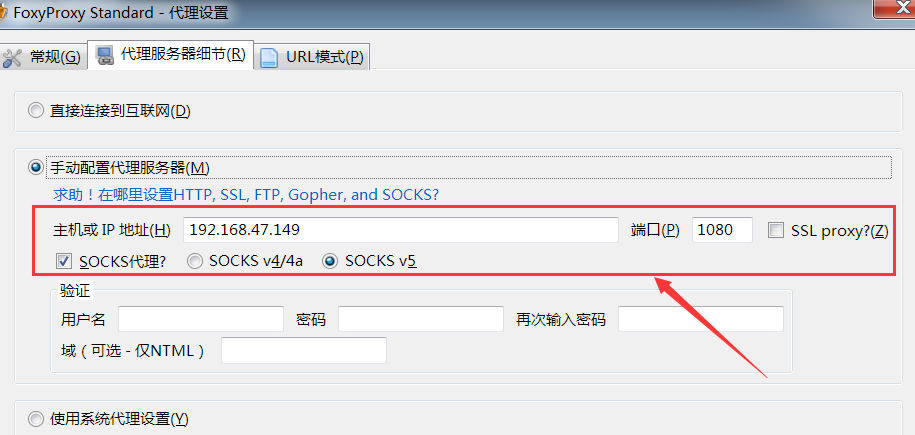 FoxyProxy Standard - 代理设置
常规(G) 代理服务器细节(R) URL模式(P)
直接连接到互联网(D)
手动配置代理服务器(M)
求助！在哪里设置HTTP, SSL, FTP, Gopher, and SOCKS?
主机或 IP 地址(H) 192.168.47.149 端口(P) 1080 SSL proxy?(Z)
SOCKS代理? SOCKS v4/4a SOCKS v5
验证
用户名 密码 再次输入密码
域（可选 - 仅NTML）
使用系统代理设置(Y)